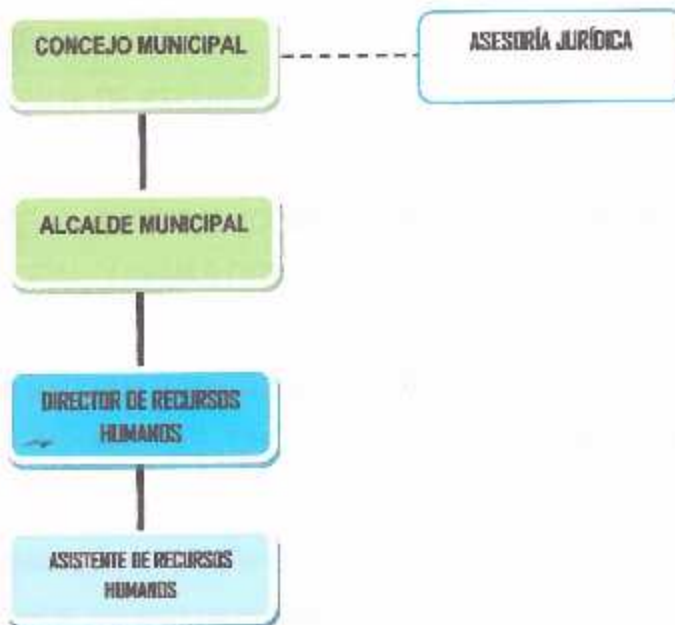 CONCEJO MUNICIPAL
ASESORÍA JURÍDICA
ALCALDE MUNICIPAL
DIRECTOR DE RECURSOS
HUMANOS
ASISTENTE DE RECURSOS
HUMANOS